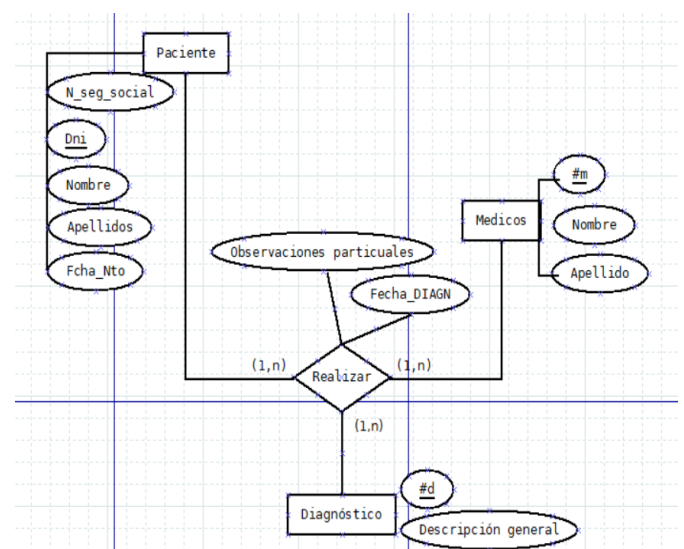 Paciente
N_seg_social
Dni
Nombre
Apellidos
Fcha_Nto
#m
Medicos
Nombre
Apellido
Observaciones particuales
Fecha_DIAGN
(1,n)
Realizar
(1,n)
(1,n)
Diagnóstico
#d
Descripción general